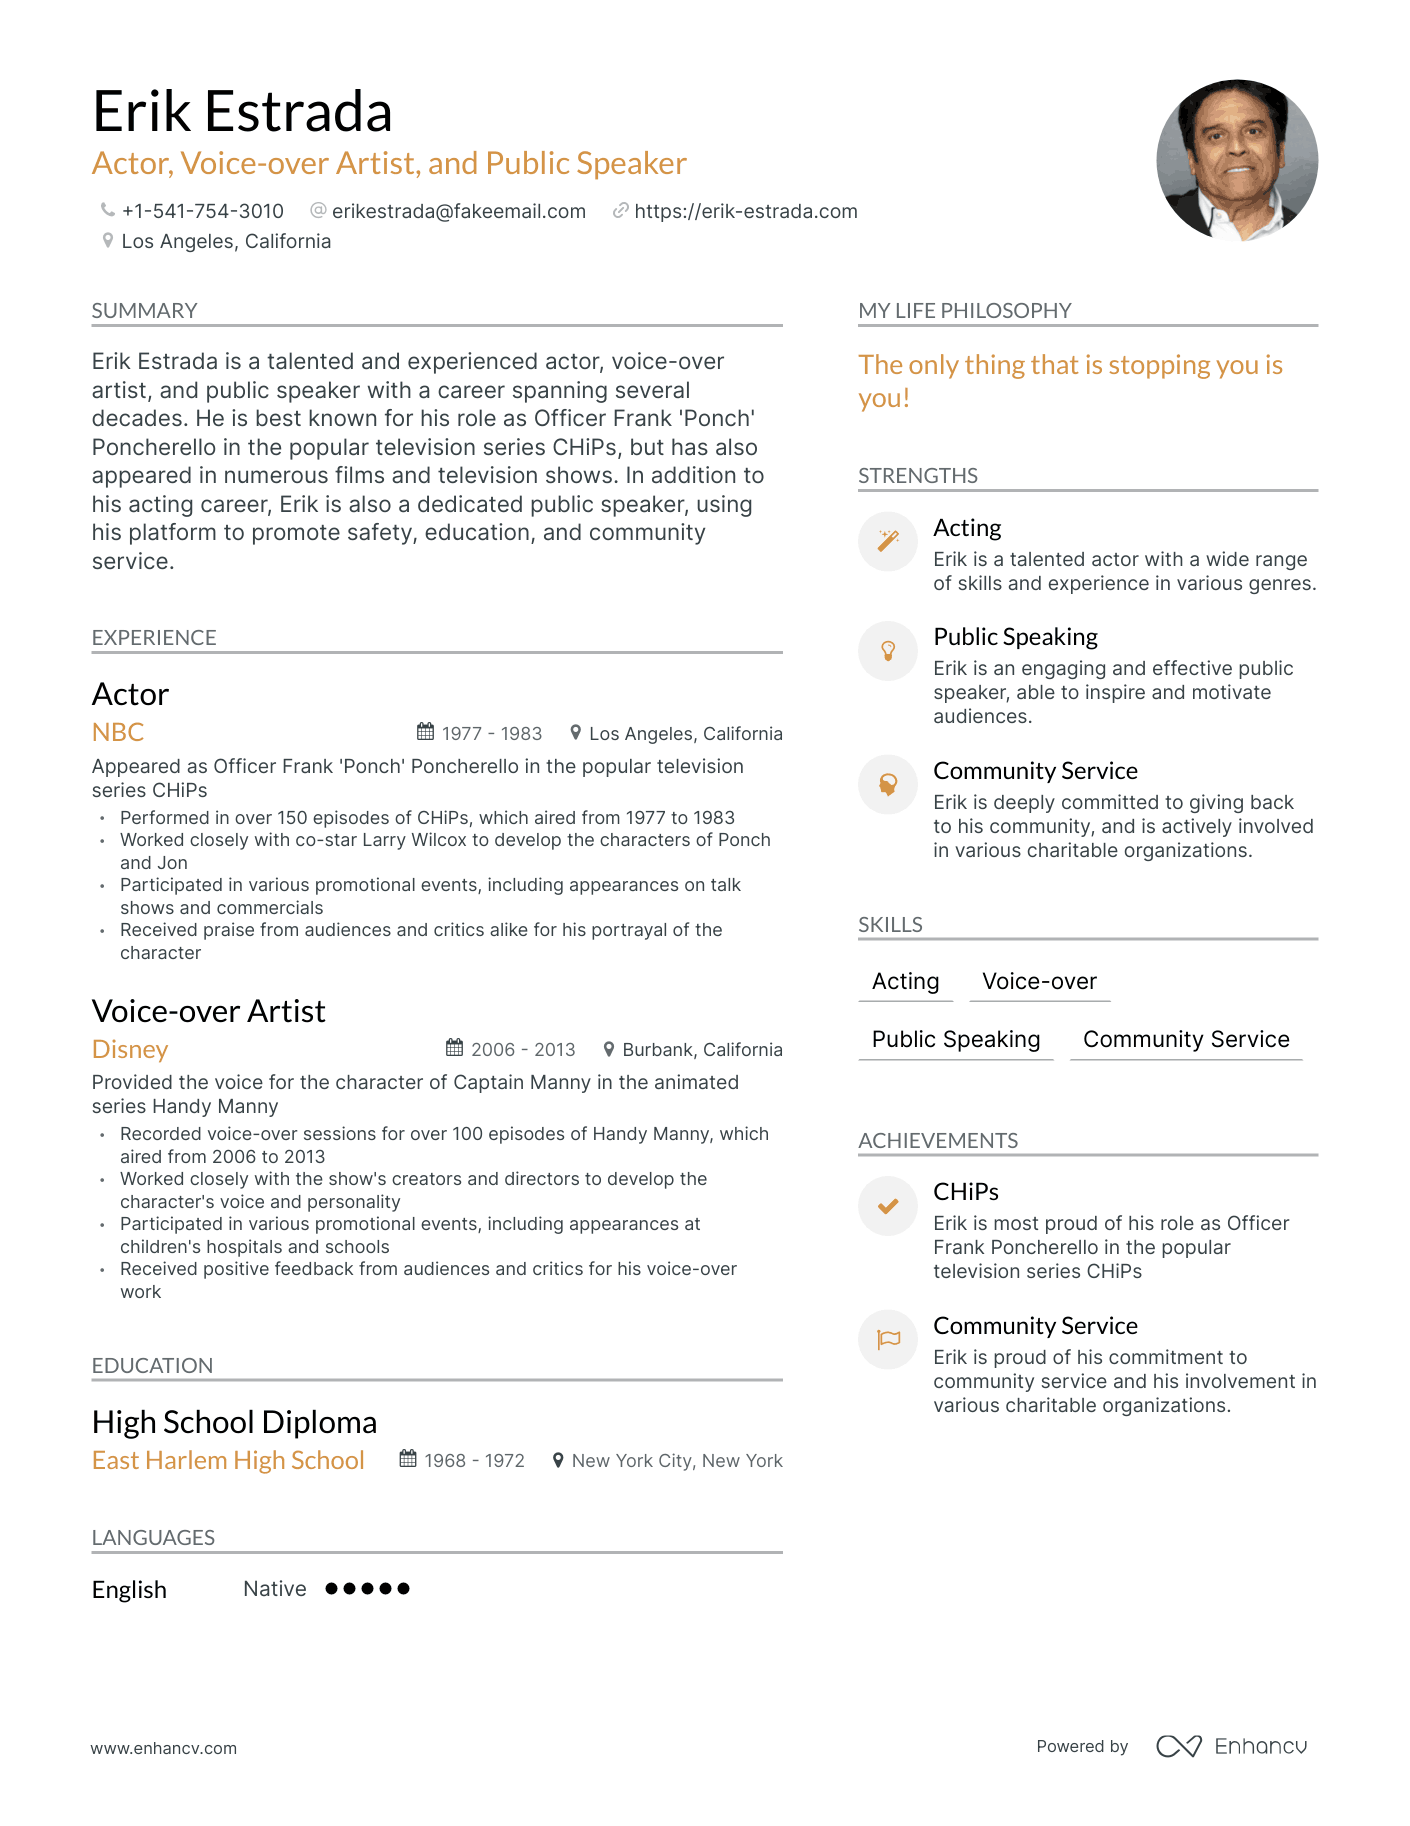 Erik Estrada
Actor, Voice-over Artist, and Public Speaker
+1-541-754-3010 erikestrada@fakeemail.com https://erik-estrada.com
Los Angeles, California
SUMMARY
Erik Estrada is a talented and experienced actor, voice-over
artist, and public speaker with a career spanning several
decades. He is best known for his role as Officer Frank 'Ponch'
Poncherello in the popular television series CHiPs, but has also
appeared in numerous films and television shows. In addition to
his acting career, Erik is also a dedicated public speaker, using
his platform to promote safety, education, and community
service.
EXPERIENCE
Actor
NBC 1977 - 1983 Los Angeles, California
Appeared as Officer Frank 'Ponch' Poncherello in the popular television
series CHiPs
• Performed in over 150 episodes of CHiPs, which aired from 1977 to 1983
• Worked closely with co-star Larry Wilcox to develop the characters of Ponch
and Jon
• Participated in various promotional events, including appearances on talk
shows and commercials
• Received praise from audiences and critics alike for his portrayal of the
character
Voice-over Artist
Disney 2006 - 2013 Burbank, California
Provided the voice for the character of Captain Manny in the animated
series Handy Manny
• Recorded voice-over sessions for over 100 episodes of Handy Manny, which
aired from 2006 to 2013
• Worked closely with the show's creators and directors to develop the
character's voice and personality
• Participated in various promotional events, including appearances at
children's hospitals and schools
• Received positive feedback from audiences and critics for his voice-over
work
EDUCATION
High School Diploma
East Harlem High School 1968 - 1972 New York City, New York
LANGUAGES
English Native
MY LIFE PHILOSOPHY
The only thing that is stopping you is
you!
STRENGTHS
Acting
Erik is a talented actor with a wide range
of skills and experience in various genres.
Public Speaking
Erik is an engaging and effective public
speaker, able to inspire and motivate
audiences.
Community Service
Erik is deeply committed to giving back
to his community, and is actively involved
in various charitable organizations.
SKILLS
Acting Voice-over
Public Speaking Community Service
ACHIEVEMENTS
CHiPs
Erik is most proud of his role as Officer
Frank Poncherello in the popular
television series CHiPs
Community Service
Erik is proud of his commitment to
community service and his involvement in
various charitable organizations.
www.enhancv.com
Powered by Enhancv